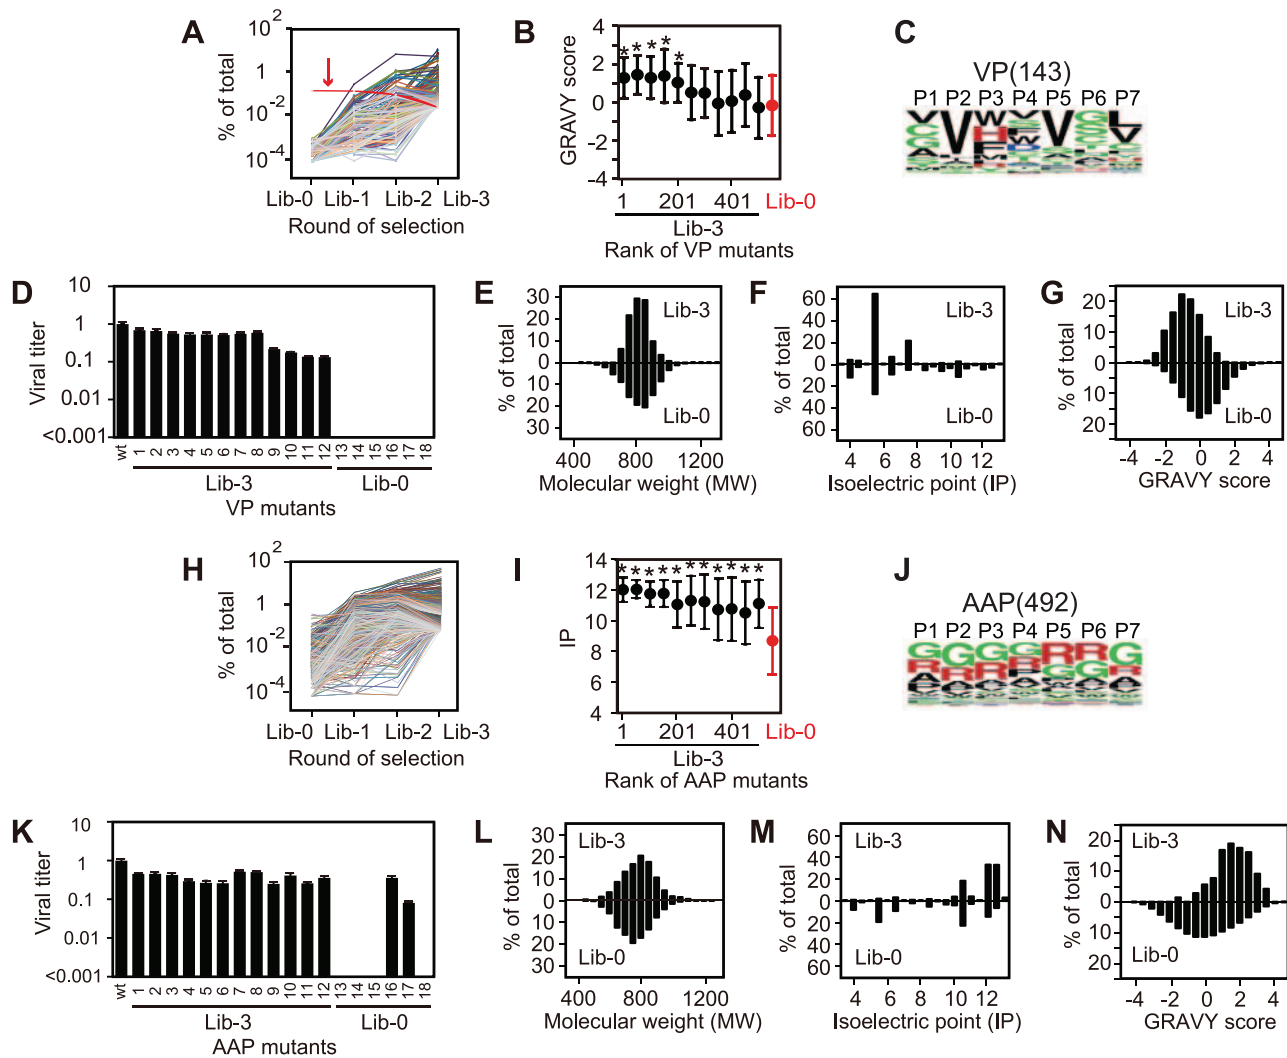 A
10^2
1
10^-2
10^-4
% of total
Lib-0 Lib-1 Lib-2 Lib-3
Round of selection
B
4
2
0
-2
-4
GRAVY score
* * * * *
1 201 401 Lib-0
Lib-3
Rank of VP mutants
C
VP(143)
P1 P2 P3 P4 P5 P6 P7
D
10
1
0.1
0.01
<0.001
Viral titer
wt 1 2 3 4 5 6 7 8 9 10 11 12 13 14 15 16 17 18
Lib-3 Lib-0
VP mutants
E
30
20
10
0
10
20
30
% of total
Lib-3
Lib-0
400 800 1200
Molecular weight (MW)
F
60
40
20
0
20
40
60
% of total
Lib-3
Lib-0
4 6 8 10 12
Isoelectric point (IP)
G
20
10
0
10
20
% of total
Lib-3
Lib-0
-4 -2 0 2 4
GRAVY score
H
10^2
1
10^-2
10^-4
% of total
Lib-0 Lib-1 Lib-2 Lib-3
Round of selection
I
14
12
10
8
6
4
IP
* * * * * * * * * * *
1 201 401 Lib-0
Lib-3
Rank of AAP mutants
J
AAP(492)
P1 P2 P3 P4 P5 P6 P7
K
10
1
0.1
0.01
<0.001
Viral titer
wt 1 2 3 4 5 6 7 8 9 10 11 12 13 14 15 16 17 18
Lib-3 Lib-0
AAP mutants
L
30
20
10
0
10
20
30
% of total
Lib-3
Lib-0
400 800 1200
Molecular weight (MW)
M
60
40
20
0
20
40
60
% of total
Lib-3
Lib-0
4 6 8 10 12
Isoelectric point (IP)
N
20
10
0
10
20
% of total
Lib-3
Lib-0
-4 -2 0 2 4
GRAVY score